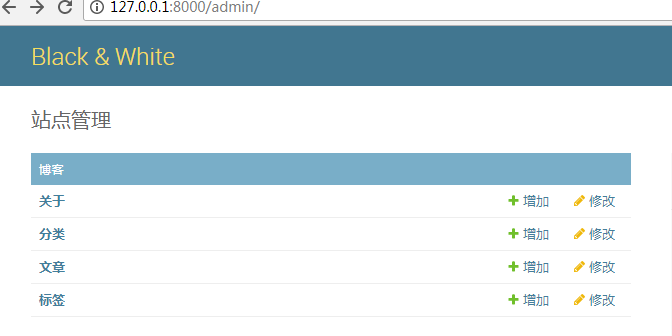 127.0.0.1:8000/admin/
Black & White
站点管理
博客
关于 增加 修改
分类 增加 修改
文章 增加 修改
标签 增加 修改